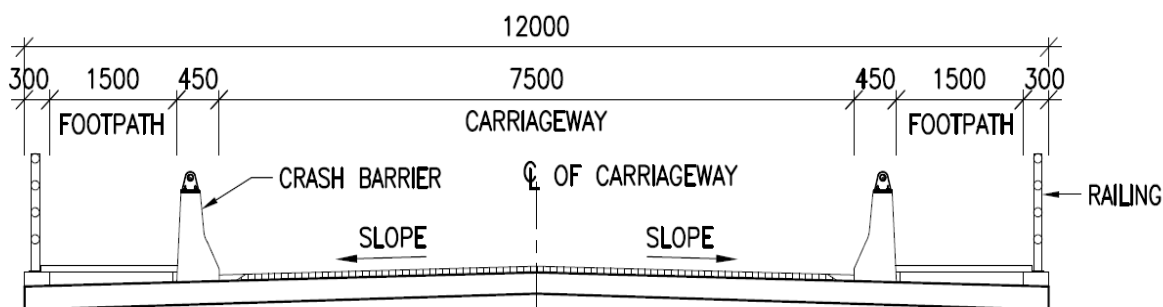 12000
300 1500 450 7500 450 1500 300
FOOTPATH CARRIAGEWAY FOOTPATH
CRASH BARRIER ℄ OF CARRIAGEWAY RAILING
SLOPE SLOPE